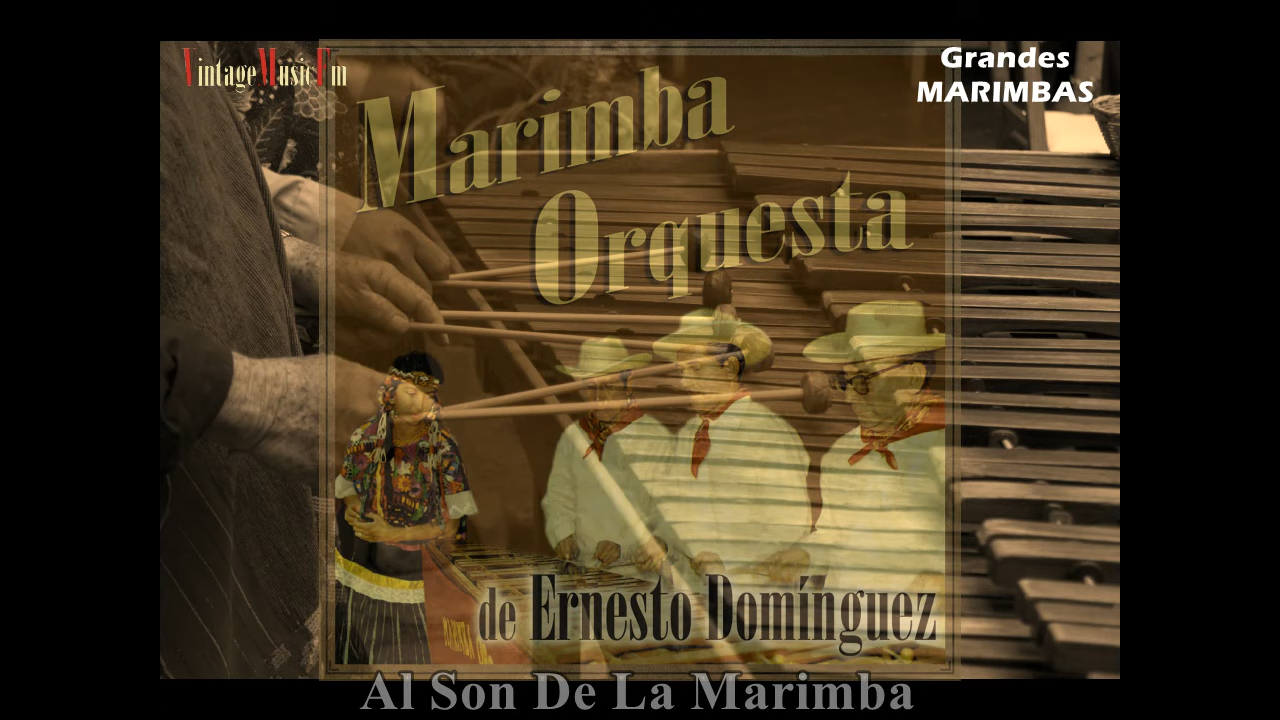 VintageMusicFm
Grandes
MARIMBAS
Marimba
Orquesta
de Ernesto Domínguez
Al Son De La Marimba